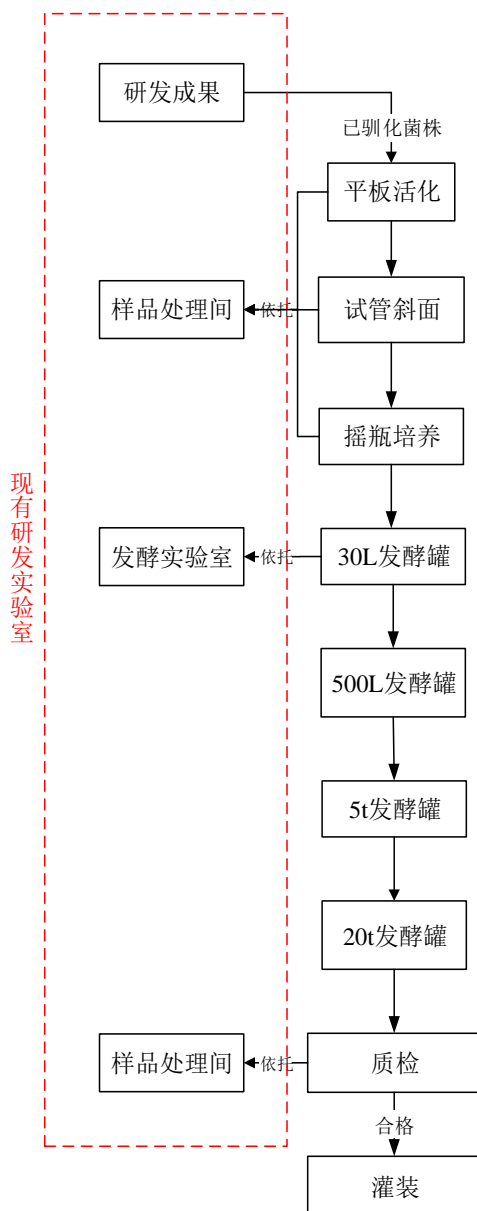 研发成果
已驯化菌株
平板活化
样品处理间
依托
试管斜面
摇瓶培养
现有研发实验室
发酵实验室
依托
30L发酵罐
500L发酵罐
5t发酵罐
20t发酵罐
样品处理间
依托
质检
合格
灌装